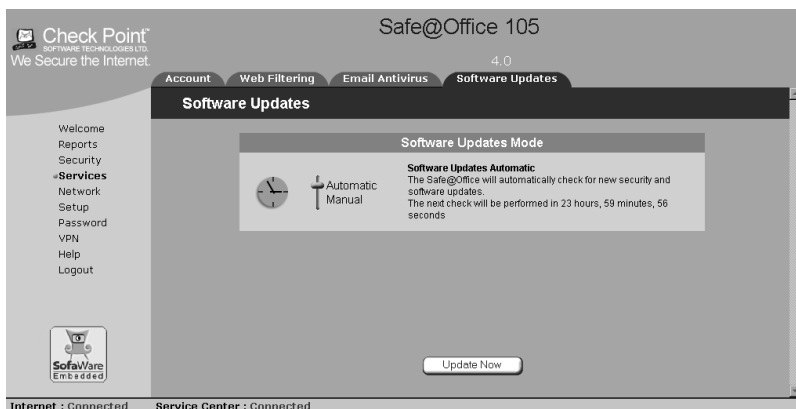 Check Point™
SOFTWARE TECHNOLOGIES LTD.
We Secure the Internet.
Safe@Office 105
4.0
Account
Web Filtering
Email Antivirus
Software Updates
Software Updates
Welcome
Reports
Security
Services
Network
Setup
Password
VPN
Help
Logout
Software Updates Mode
Automatic
Manual
Software Updates Automatic
The Safe@Office will automatically check for new security and
software updates.
The next check will be performed in 23 hours, 59 minutes, 56
seconds
SofaWare
Embedded
Update Now
Internet : Connected
Service Center : Connected